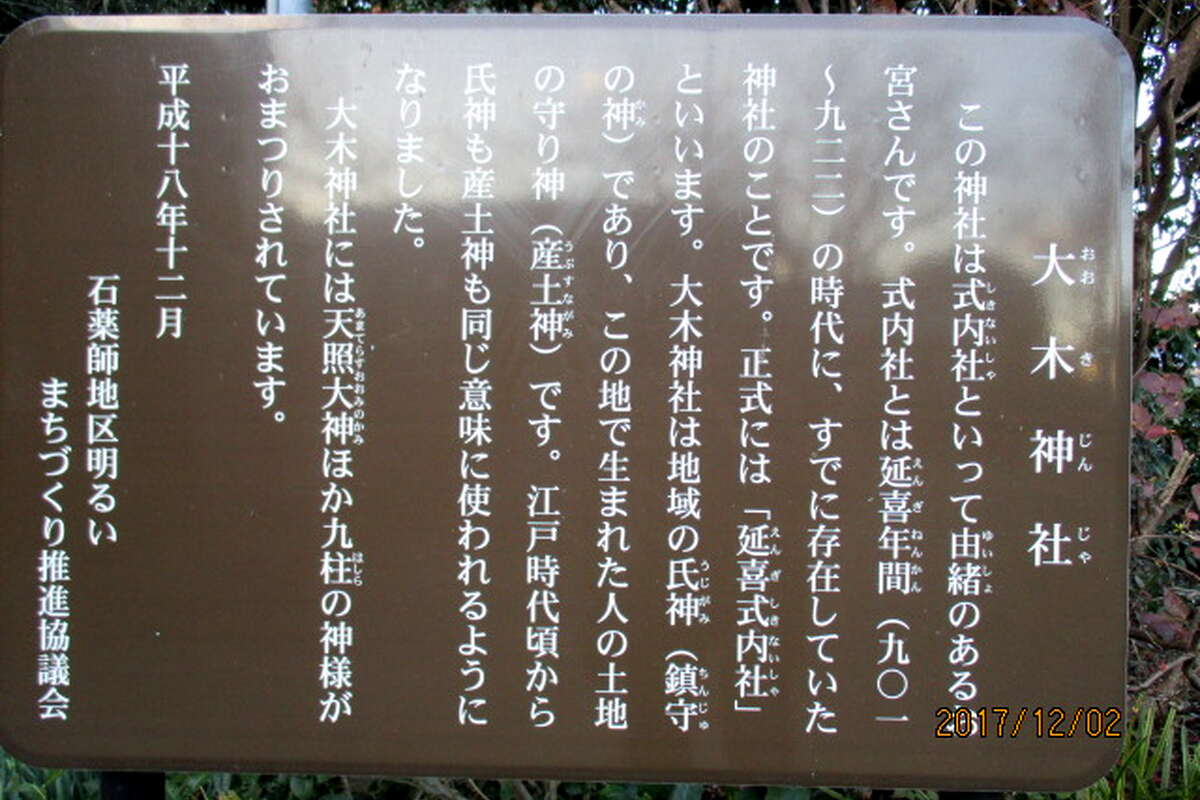 大木神社
この神社は式内社といって由緒のあるお
宮さんです。式内社とは延喜年間（九〇一
～九二二）の時代に、すでに存在していた
神社のことです。正式には「延喜式内社」
といいます。大木神社は地域の氏神（鎮守
の神）であり、この地で生まれた人の土地
の守り神（産土神）です。江戸時代頃から
氏神も産土神も同じ意味に使われるように
なりました。
大木神社には天照大神ほか九柱の神様が
おまつりされています。
平成十八年十二月
石薬師地区明るい
まちづくり推進協議会
2017/12/02